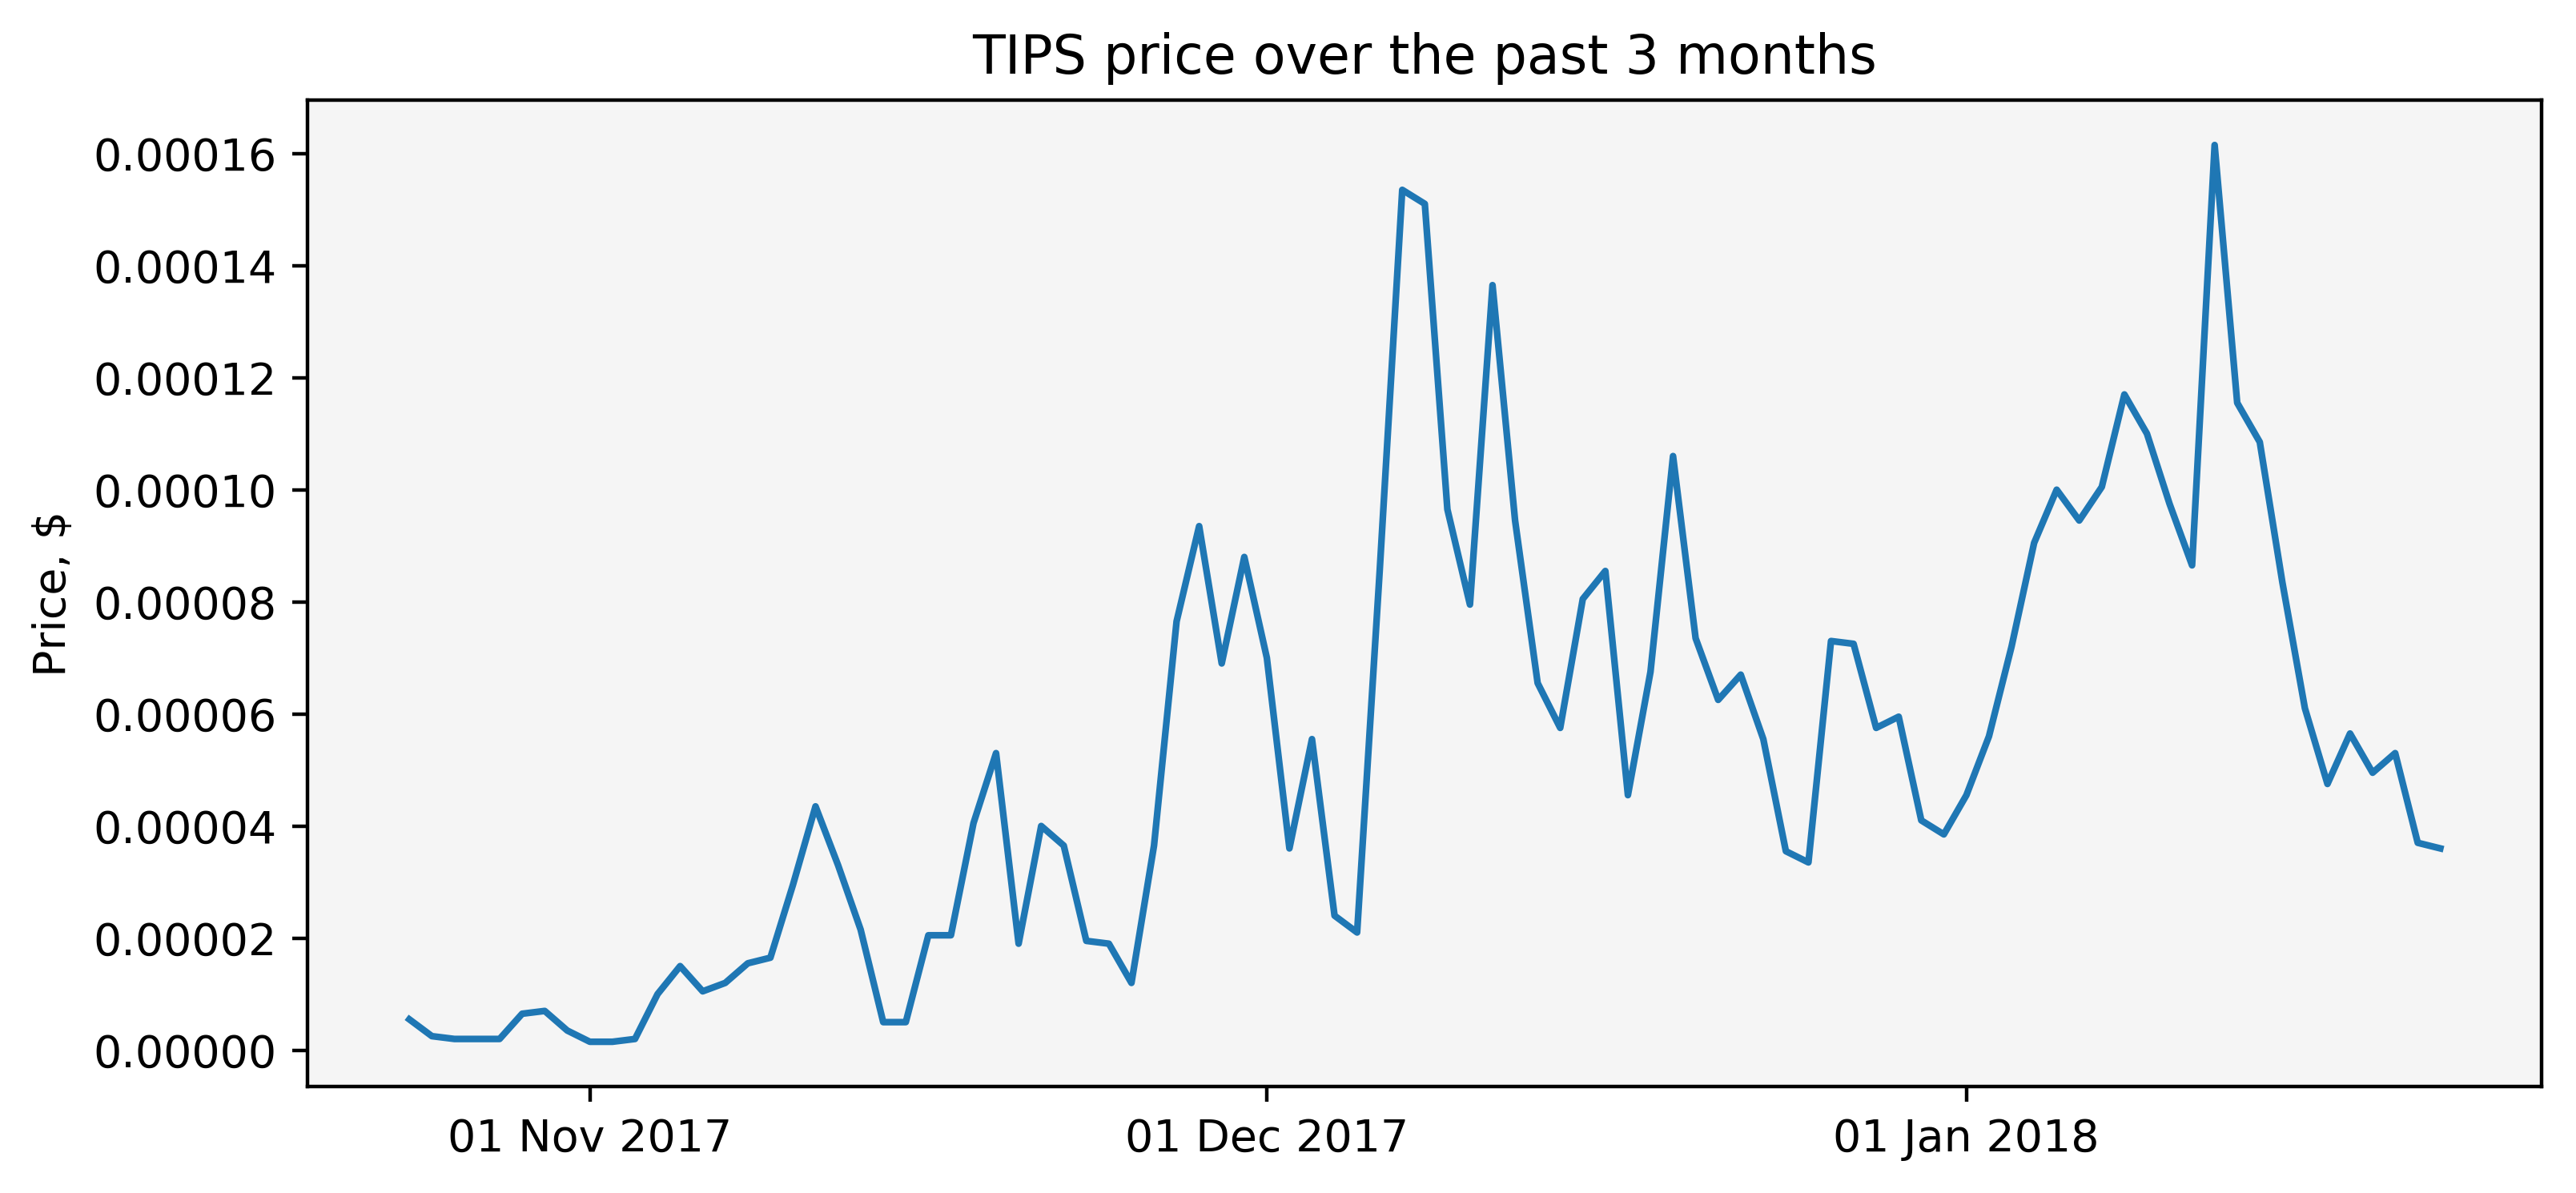 TIPS price over the past 3 months
Price, $
0.00016
0.00014
0.00012
0.00010
0.00008
0.00006
0.00004
0.00002
0.00000
01 Nov 2017
01 Dec 2017
01 Jan 2018